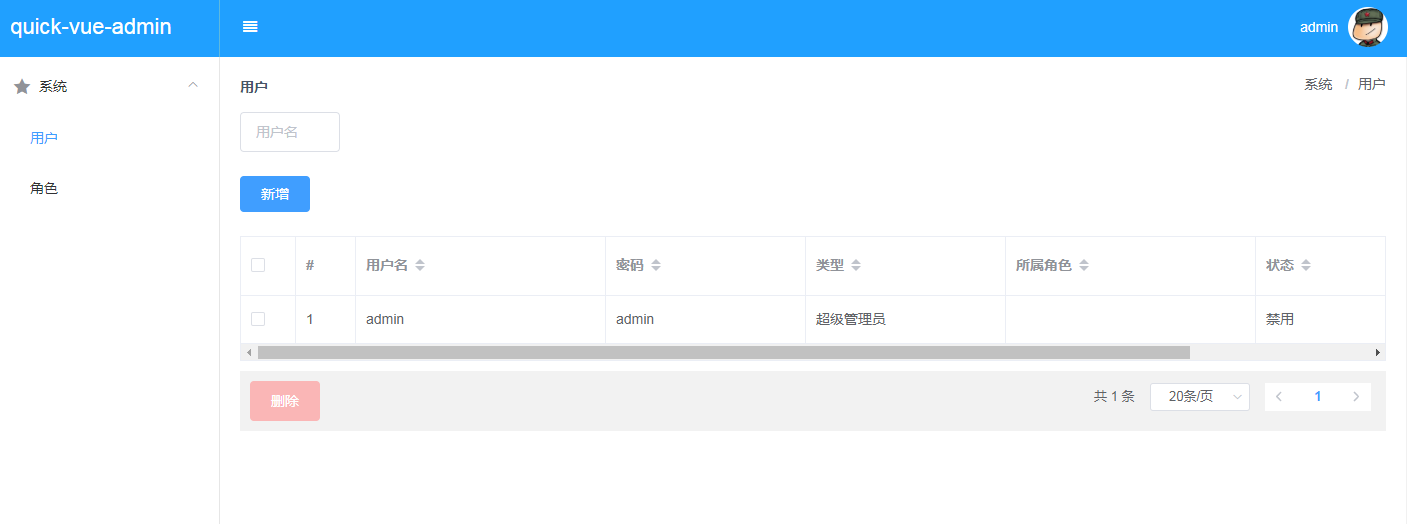 quick-vue-admin
admin
系统
用户
角色
用户
系统 / 用户
用户名
新增
# 用户名 密码 类型 所属角色 状态
1 admin admin 超级管理员 禁用
删除
共 1 条 20条/页 1